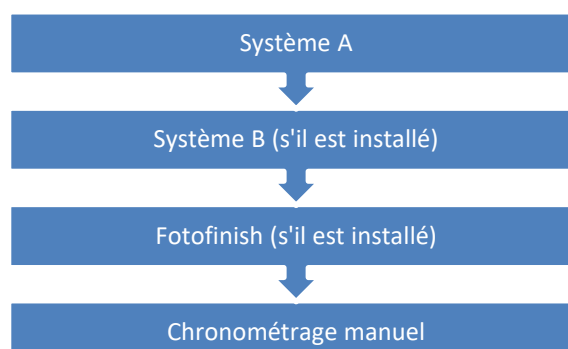 Système A
Système B (s'il est installé)
Fotofinish (s'il est installé)
Chronométrage manuel